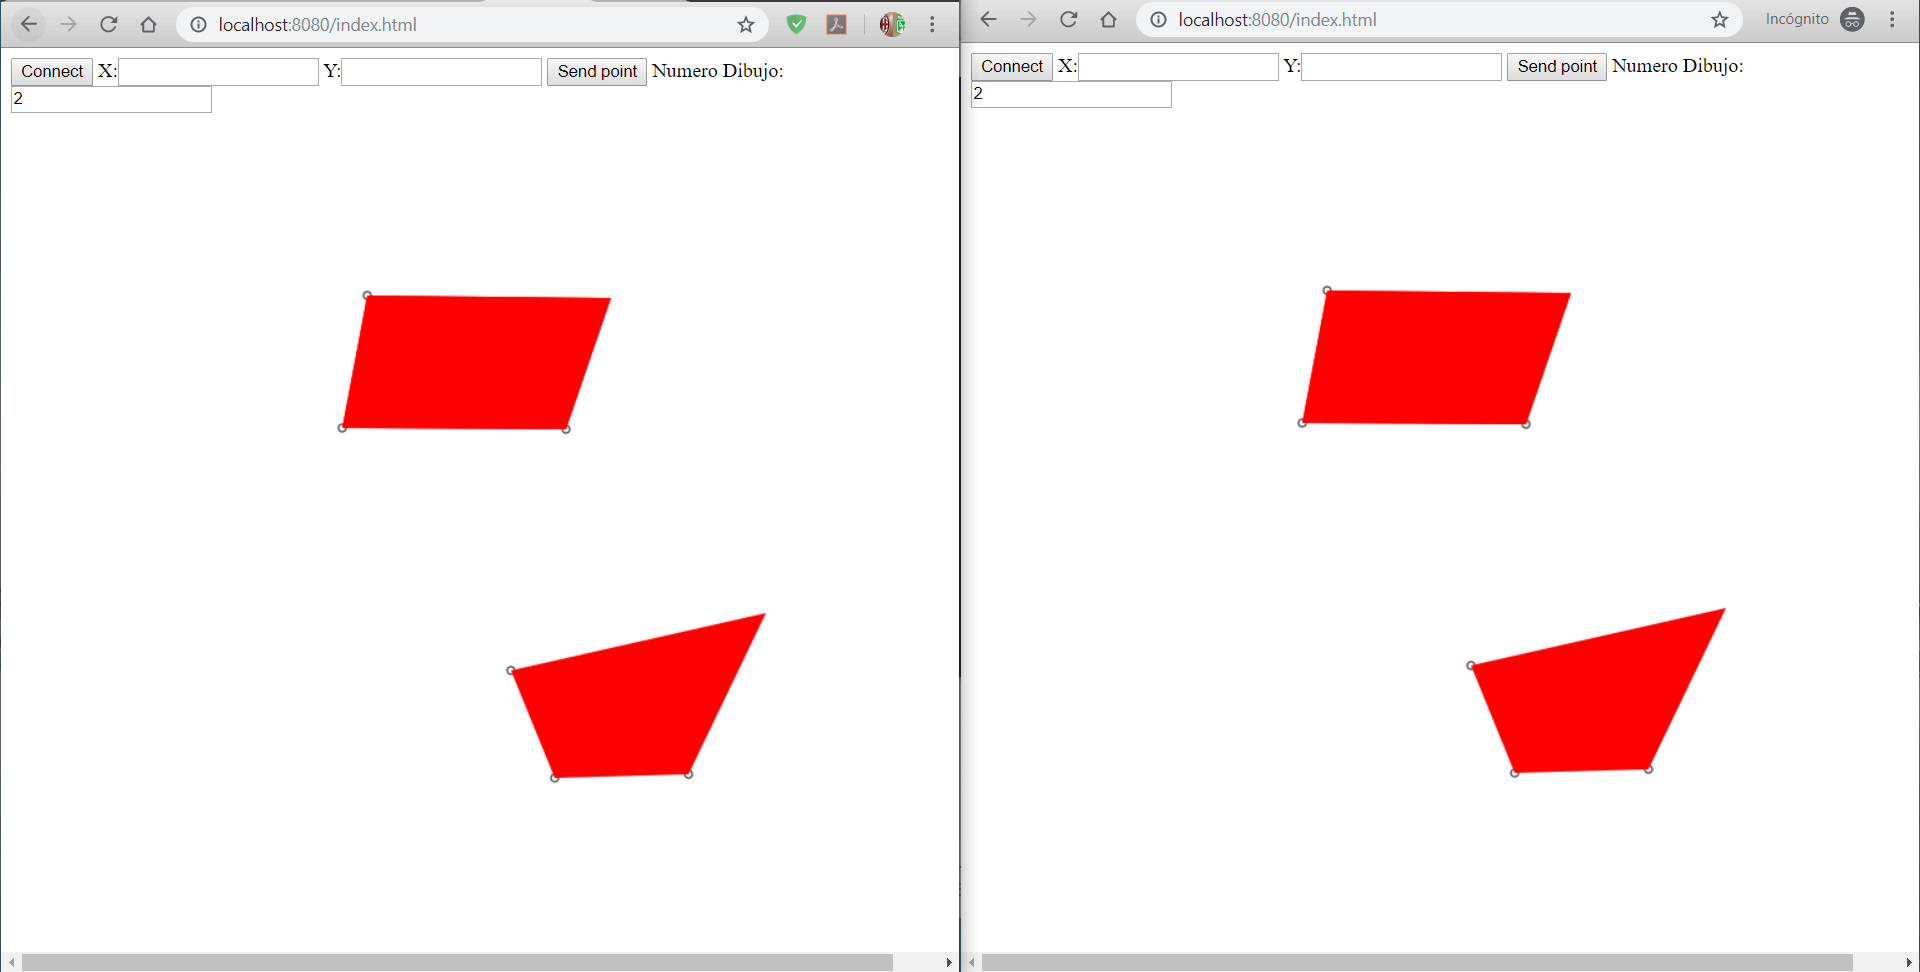 localhost:8080/index.html
Connect X: Y: Send point Numero Dibujo:
2
localhost:8080/index.html Incógnito
Connect X: Y: Send point Numero Dibujo:
2